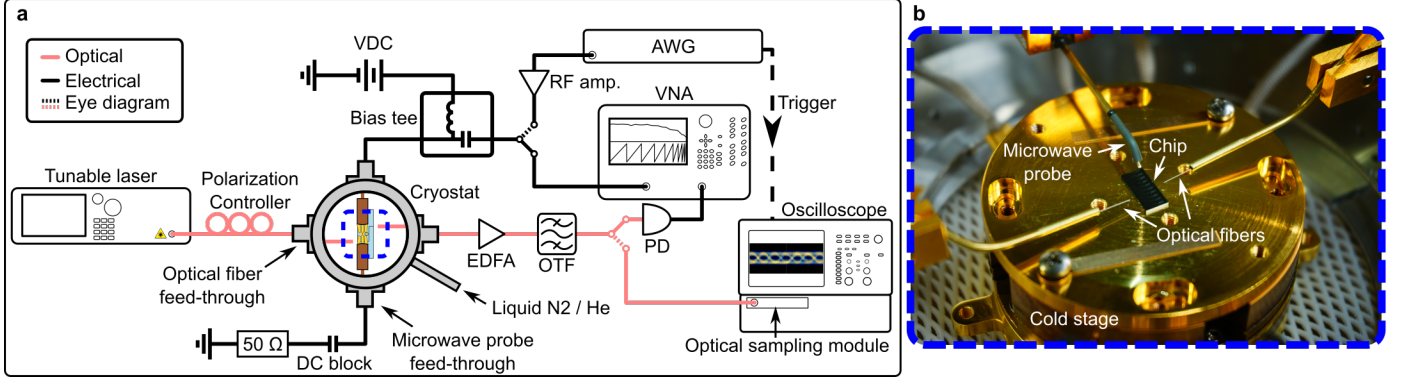 a
Optical
Electrical
Eye diagram
VDC
Bias tee
RF amp.
AWG
VNA
Trigger
Tunable laser
Polarization
Controller
Cryostat
Optical fiber
feed-through
EDFA
OTF
PD
Oscilloscope
Liquid N2 / He
50 Ω
DC block
Microwave probe
feed-through
Optical sampling module
b
Microwave
probe
Chip
Optical fibers
Cold stage